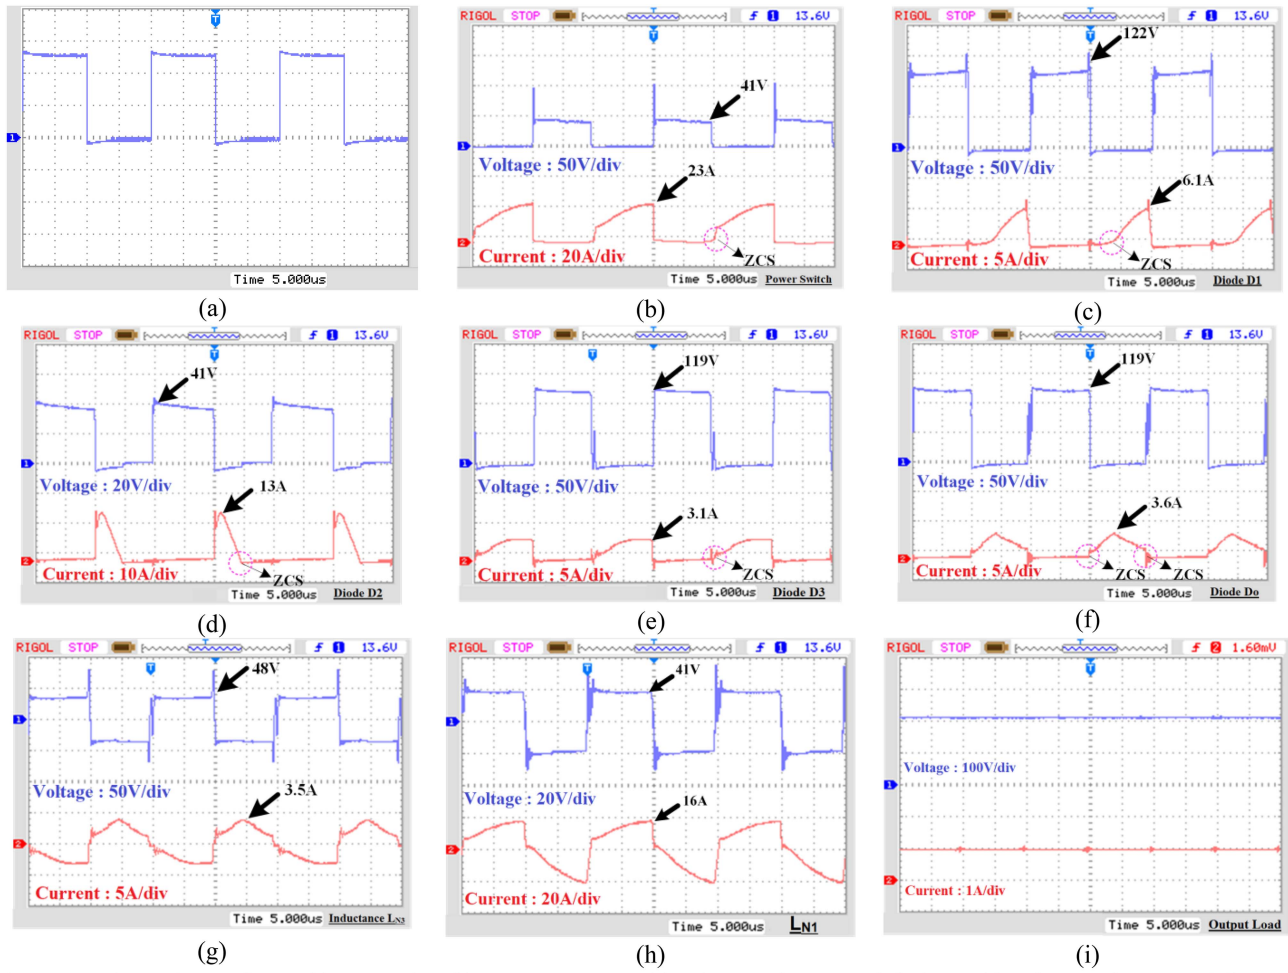 T
1
Time 5.000us
(a)
RIGOL STOP T 1 13.6V
T
41V
1
Voltage : 50V/div
23A
2
Current : 20A/div
ZCS
Time 5.000us Power Switch
(b)
RIGOL STOP T 1 13.6V
T
122V
1
Voltage : 50V/div
6.1A
2
Current : 5A/div
ZCS
Time 5.000us Diode D1
(c)
RIGOL STOP T 1 13.6V
T
41V
1
Voltage : 20V/div
13A
2
Current : 10A/div
ZCS
Time 5.000us Diode D2
(d)
RIGOL STOP T 1 13.6V
T
119V
1
Voltage : 50V/div
3.1A
2
Current : 5A/div
ZCS
Time 5.000us Diode D3
(e)
RIGOL STOP T 1 13.6V
T
119V
1
Voltage : 50V/div
3.6A
2
Current : 5A/div
ZCS ZCS
Time 5.000us Diode Do
(f)
RIGOL STOP T 1 13.6V
T
48V
1
Voltage : 50V/div
3.5A
2
Current : 5A/div
Time 5.000us Inductance LN3
(g)
RIGOL STOP T 1 13.6V
T
41V
1
Voltage : 20V/div
16A
2
Current : 20A/div
Time 5.000us LN1
(h)
RIGOL STOP T 2 1.60mV
T
Voltage : 100V/div
1
2
Current : 1A/div
Time 5.000us Output Load
(i)